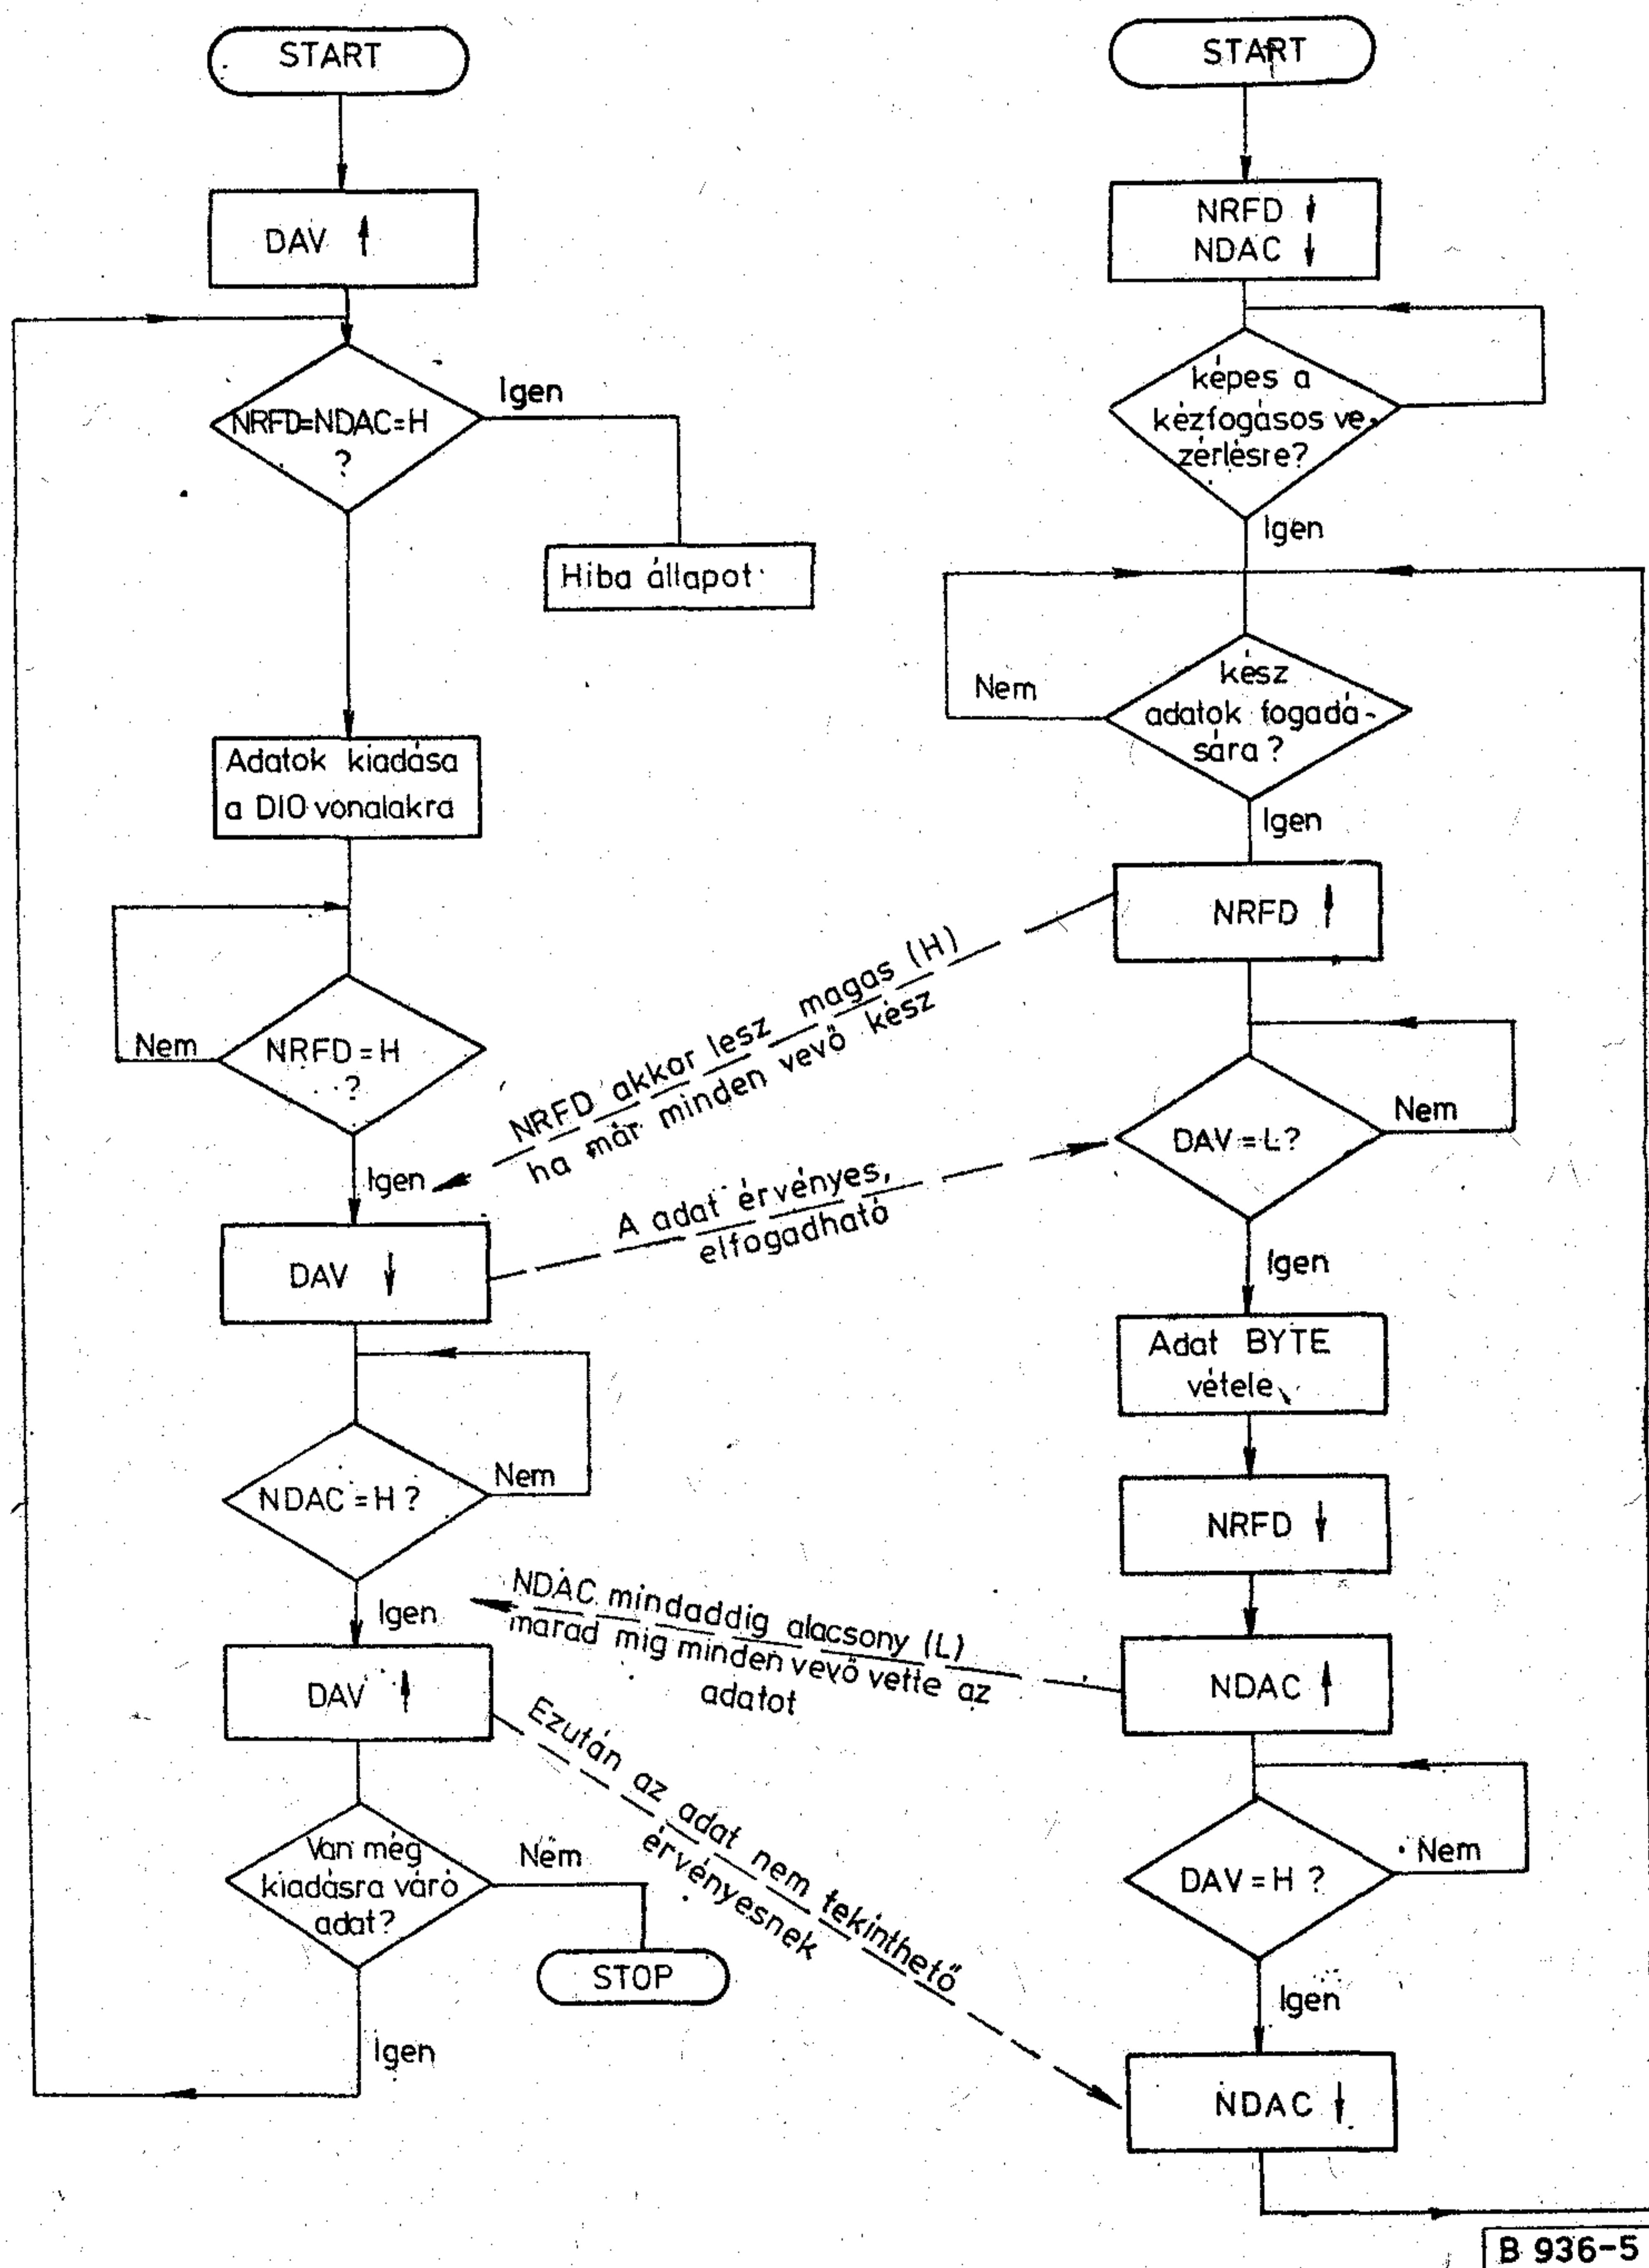 START
DAV ↑
NRFD=NDAC=H
?
Igen
Hiba állapot
Adatok kiadása
a DIO vonalakra
NRFD=H
?
Nem
Igen
DAV ↓
NDAC=H?
Nem
Igen
DAV ↑
Van még
kiadásra váró
adat?
Nem
STOP
Igen
NRFD akkor lesz magas (H)
ha már minden vevő kész
A adat érvényes,
elfogadható
NDAC mindaddig alacsony (L)
marad mig minden vevő vette az
adatot
Ezután az adat nem tekinthető
érvényesnek
START
NRFD ↓
NDAC ↓
képes a
kézfogásos ve-
zérlésre?
Igen
kész
adatok fogadá-
sára?
Nem
Igen
NRFD ↑
DAV=L?
Nem
Igen
Adat BYTE
vétele
NRFD ↓
NDAC ↑
DAV=H?
Nem
Igen
NDAC ↓
B 936-5